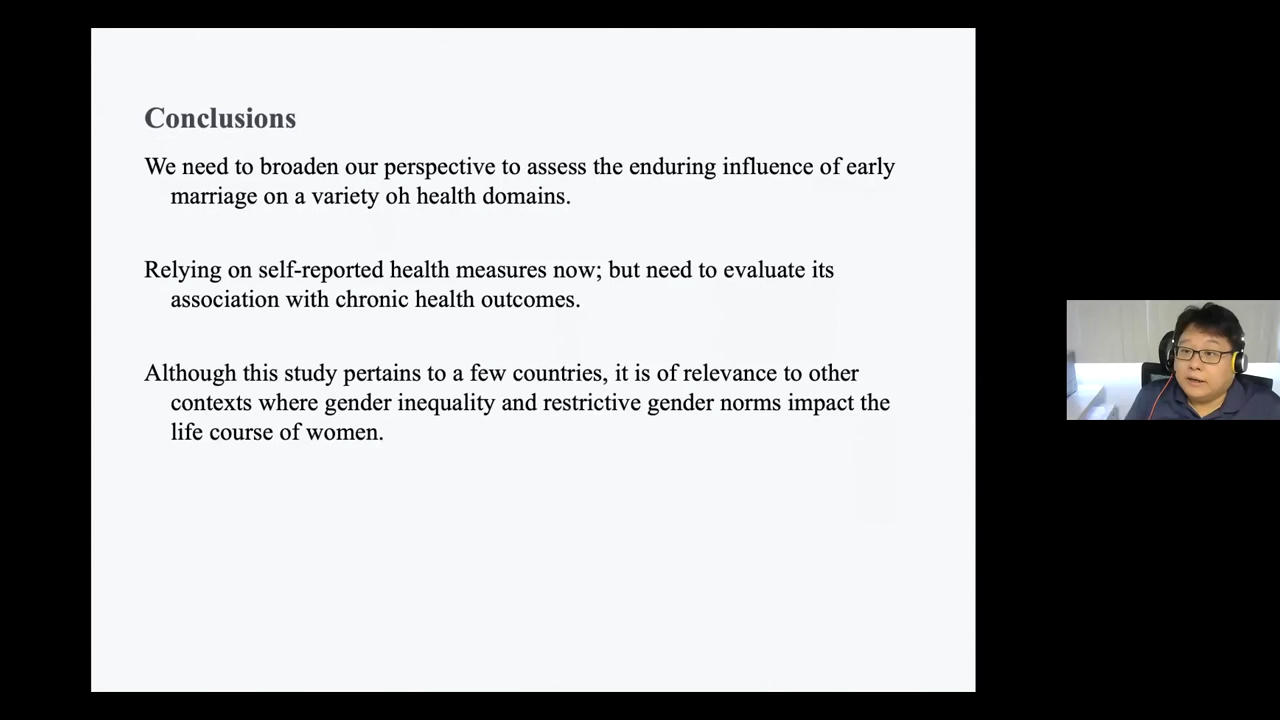 Conclusions
We need to broaden our perspective to assess the enduring influence of early
marriage on a variety oh health domains.
Relying on self-reported health measures now; but need to evaluate its
association with chronic health outcomes.
Although this study pertains to a few countries, it is of relevance to other
contexts where gender inequality and restrictive gender norms impact the
life course of women.